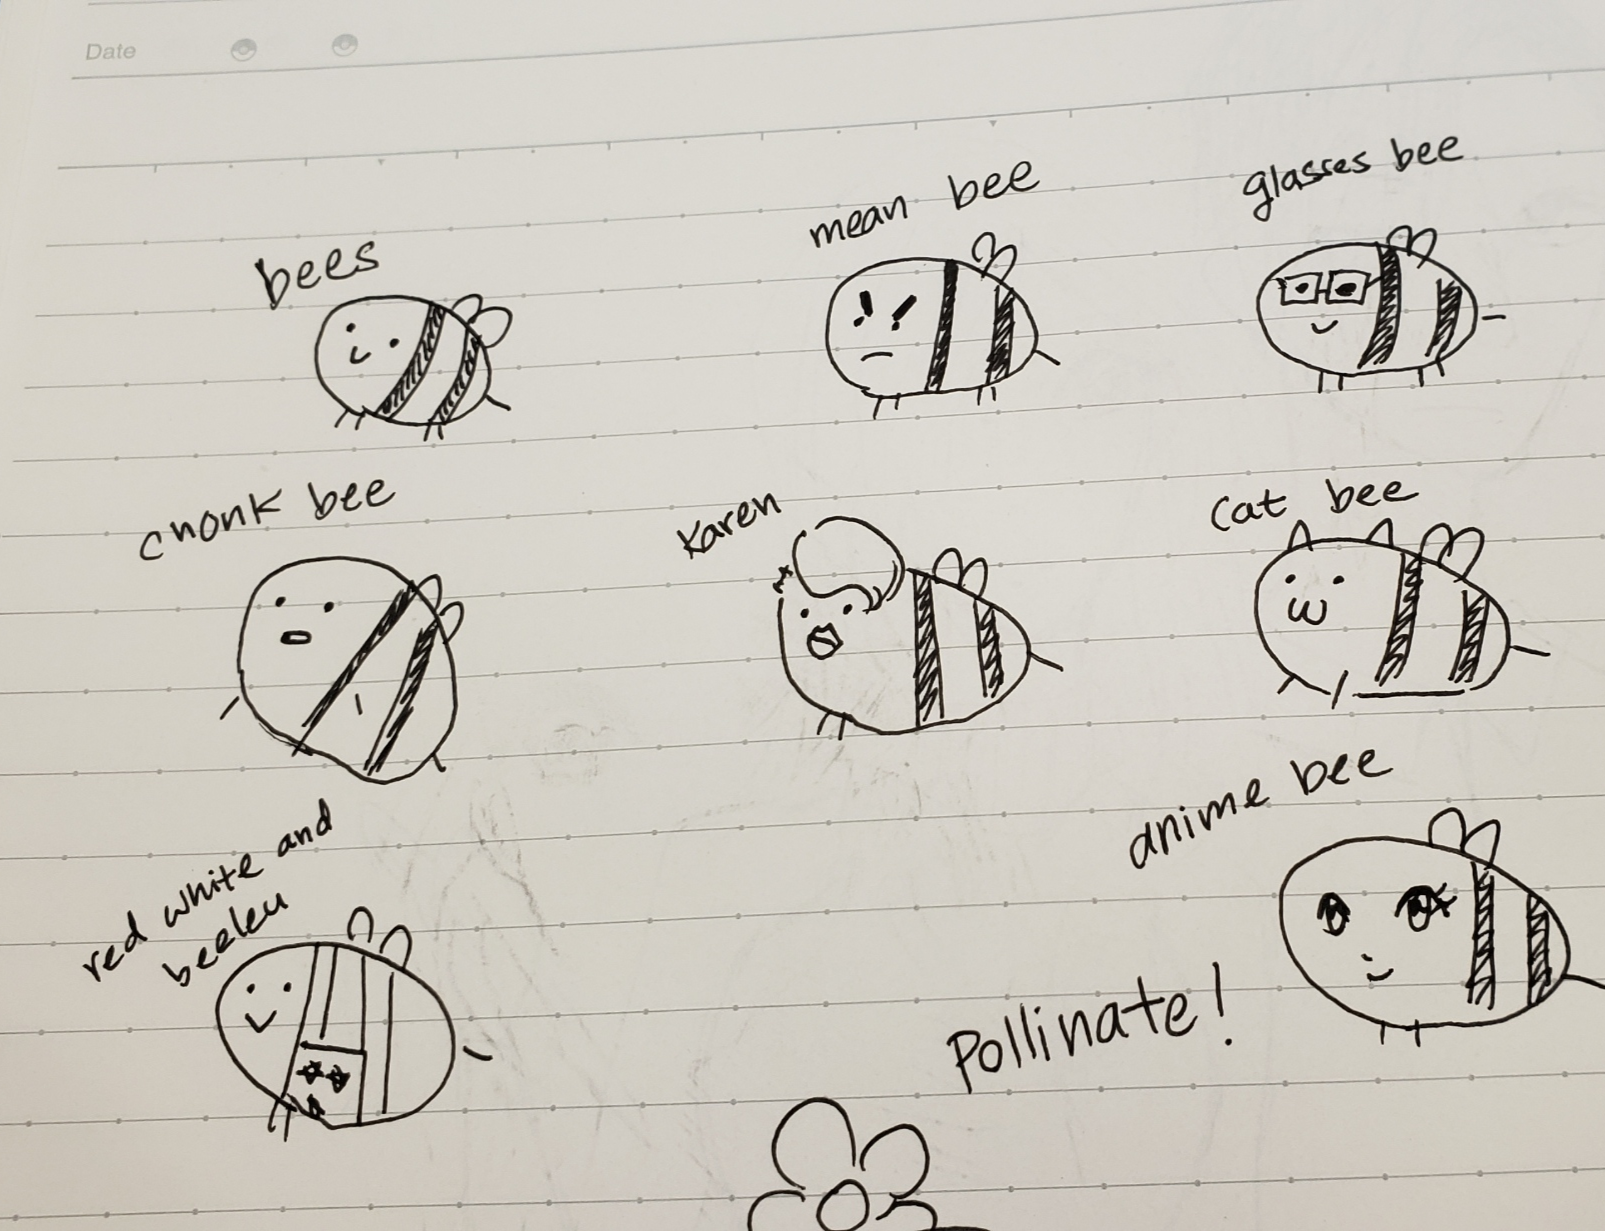 Date
bees
mean bee
glasses bee
chonk bee
Karen
cat bee
red white and
beeleu
anime bee
Pollinate!